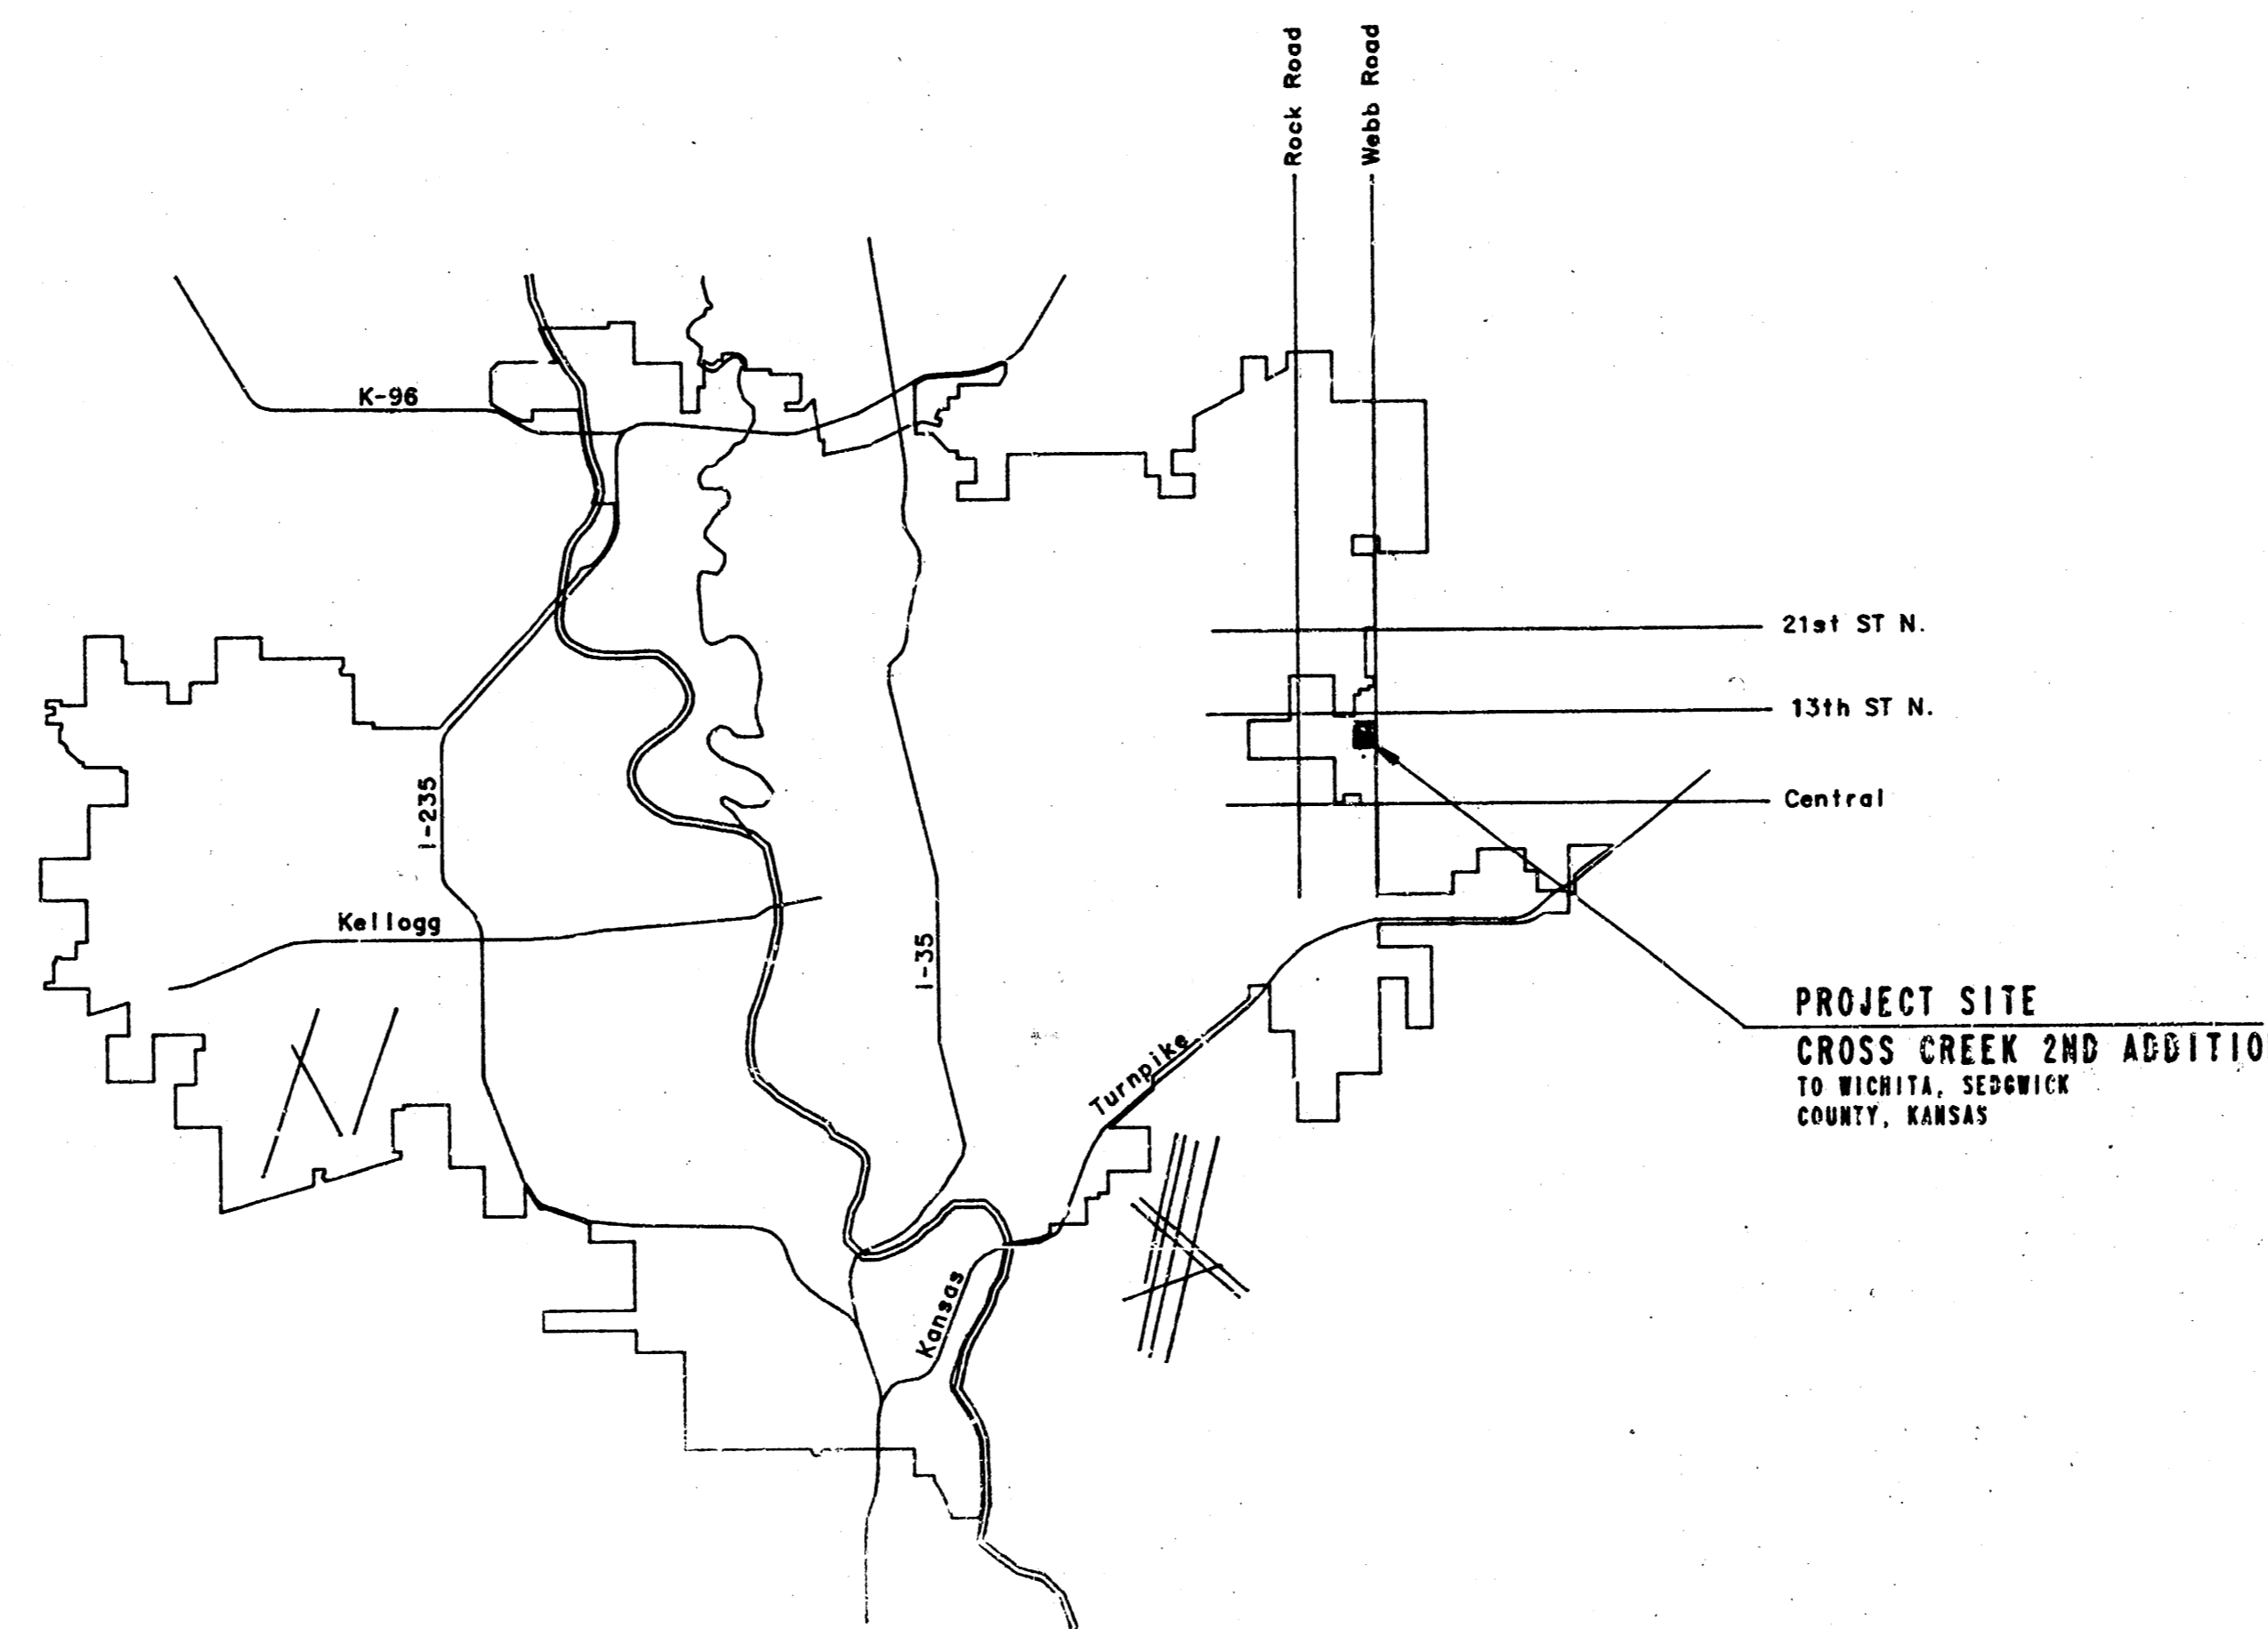 Rock Road
Webb Road
K-96
21st ST N.
13th ST N.
I-235
Central
Kellogg
I-35
PROJECT SITE
CROSS CREEK 2ND ADDITIO
TO WICHITA, SEDGWICK
COUNTY, KANSAS
Turnpike
Kansas